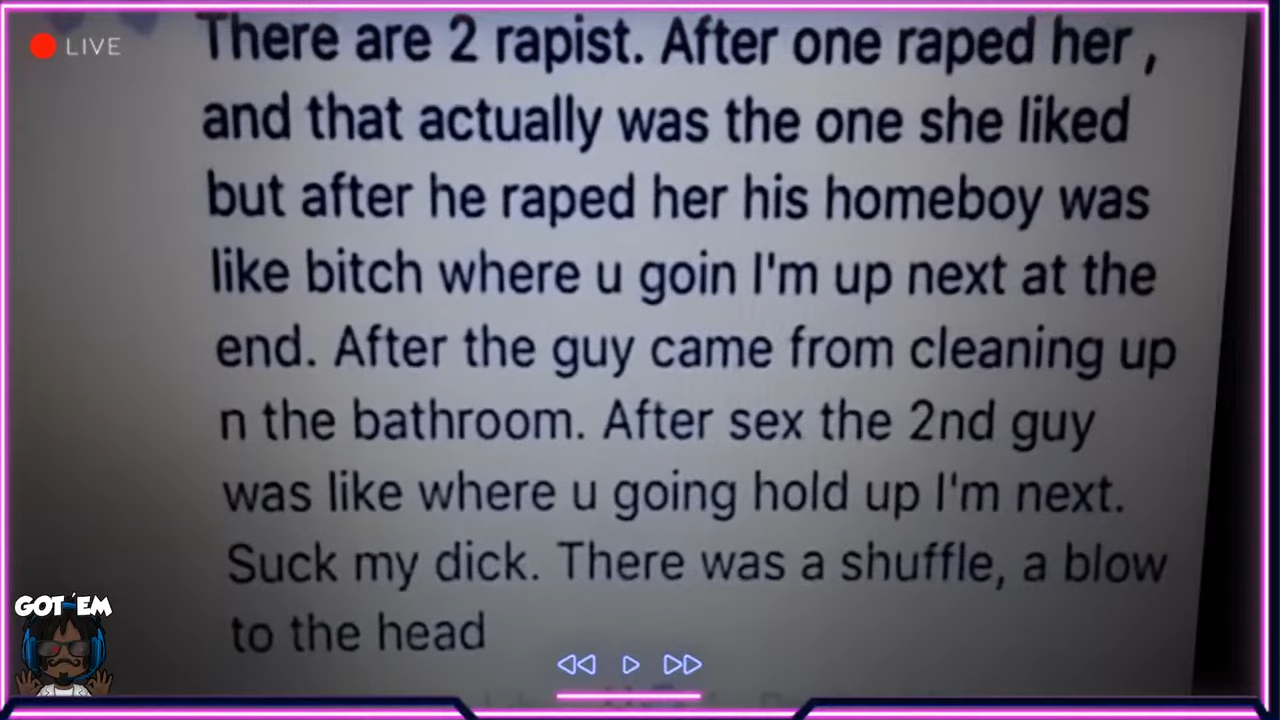 LIVE
There are 2 rapist. After one raped her ,
and that actually was the one she liked
but after he raped her his homeboy was
like bitch where u goin I'm up next at the
end. After the guy came from cleaning up
n the bathroom. After sex the 2nd guy
was like where u going hold up I'm next.
Suck my dick. There was a shuffle, a blow
to the head
GOT 'EM